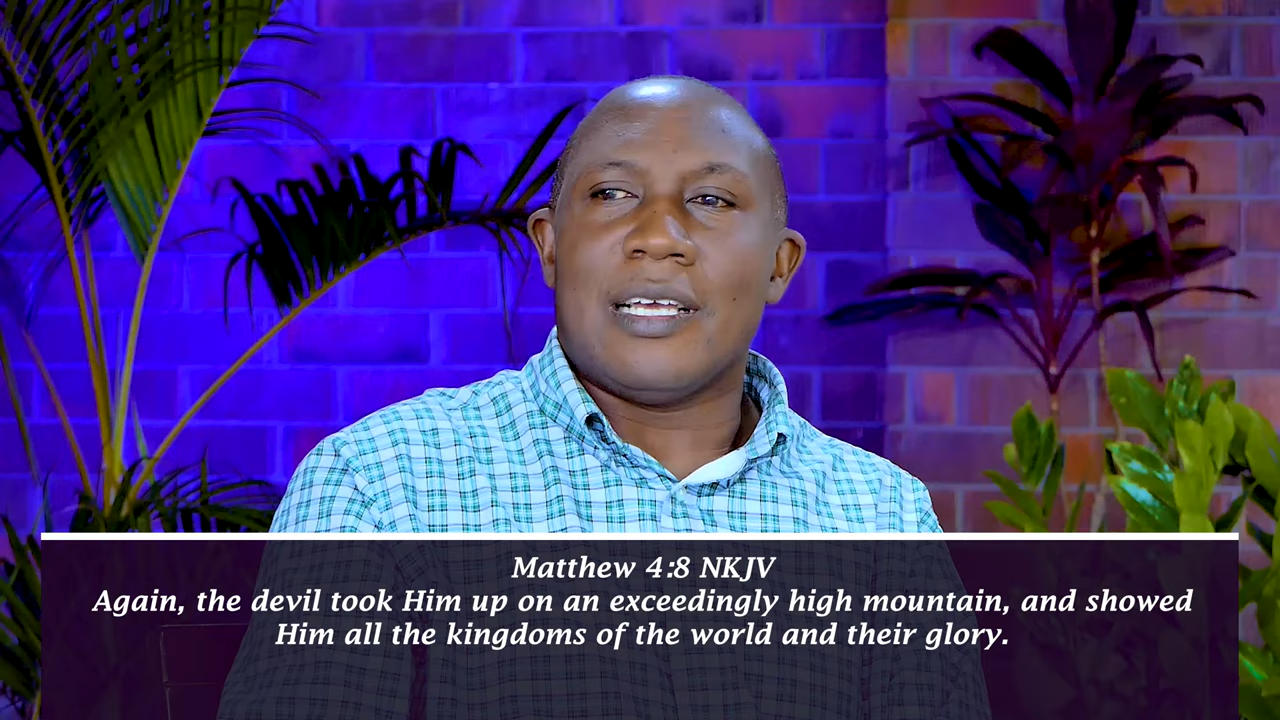 Matthew 4:8 NKJV
Again, the devil took Him up on an exceedingly high mountain, and showed
Him all the kingdoms of the world and their glory.